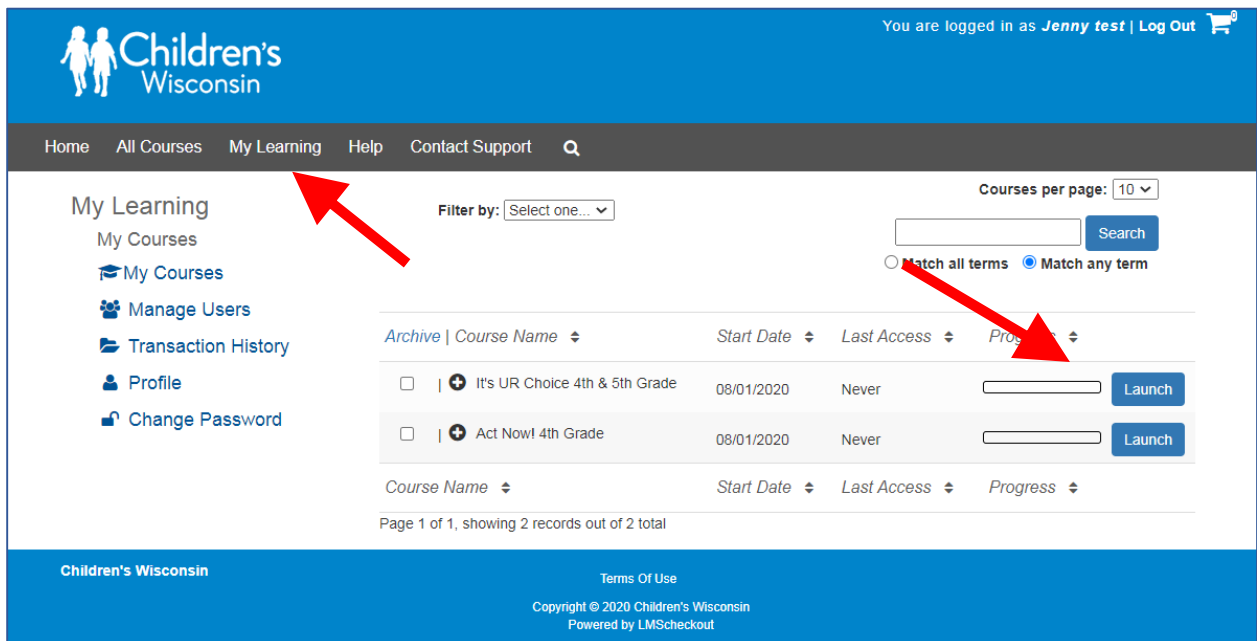 You are logged in as Jenny test | Log Out 0
Children's
Wisconsin
Home All Courses My Learning Help Contact Support
My Learning
My Courses
My Courses
Manage Users
Transaction History
Profile
Change Password
Filter by: Select one...
Courses per page: 10
Search
Match all terms Match any term
Archive | Course Name Start Date Last Access Progress
| It's UR Choice 4th & 5th Grade 08/01/2020 Never Launch
| Act Now! 4th Grade 08/01/2020 Never Launch
Course Name Start Date Last Access Progress
Page 1 of 1, showing 2 records out of 2 total
Children's Wisconsin
Terms Of Use
Copyright © 2020 Children's Wisconsin
Powered by LMScheckout